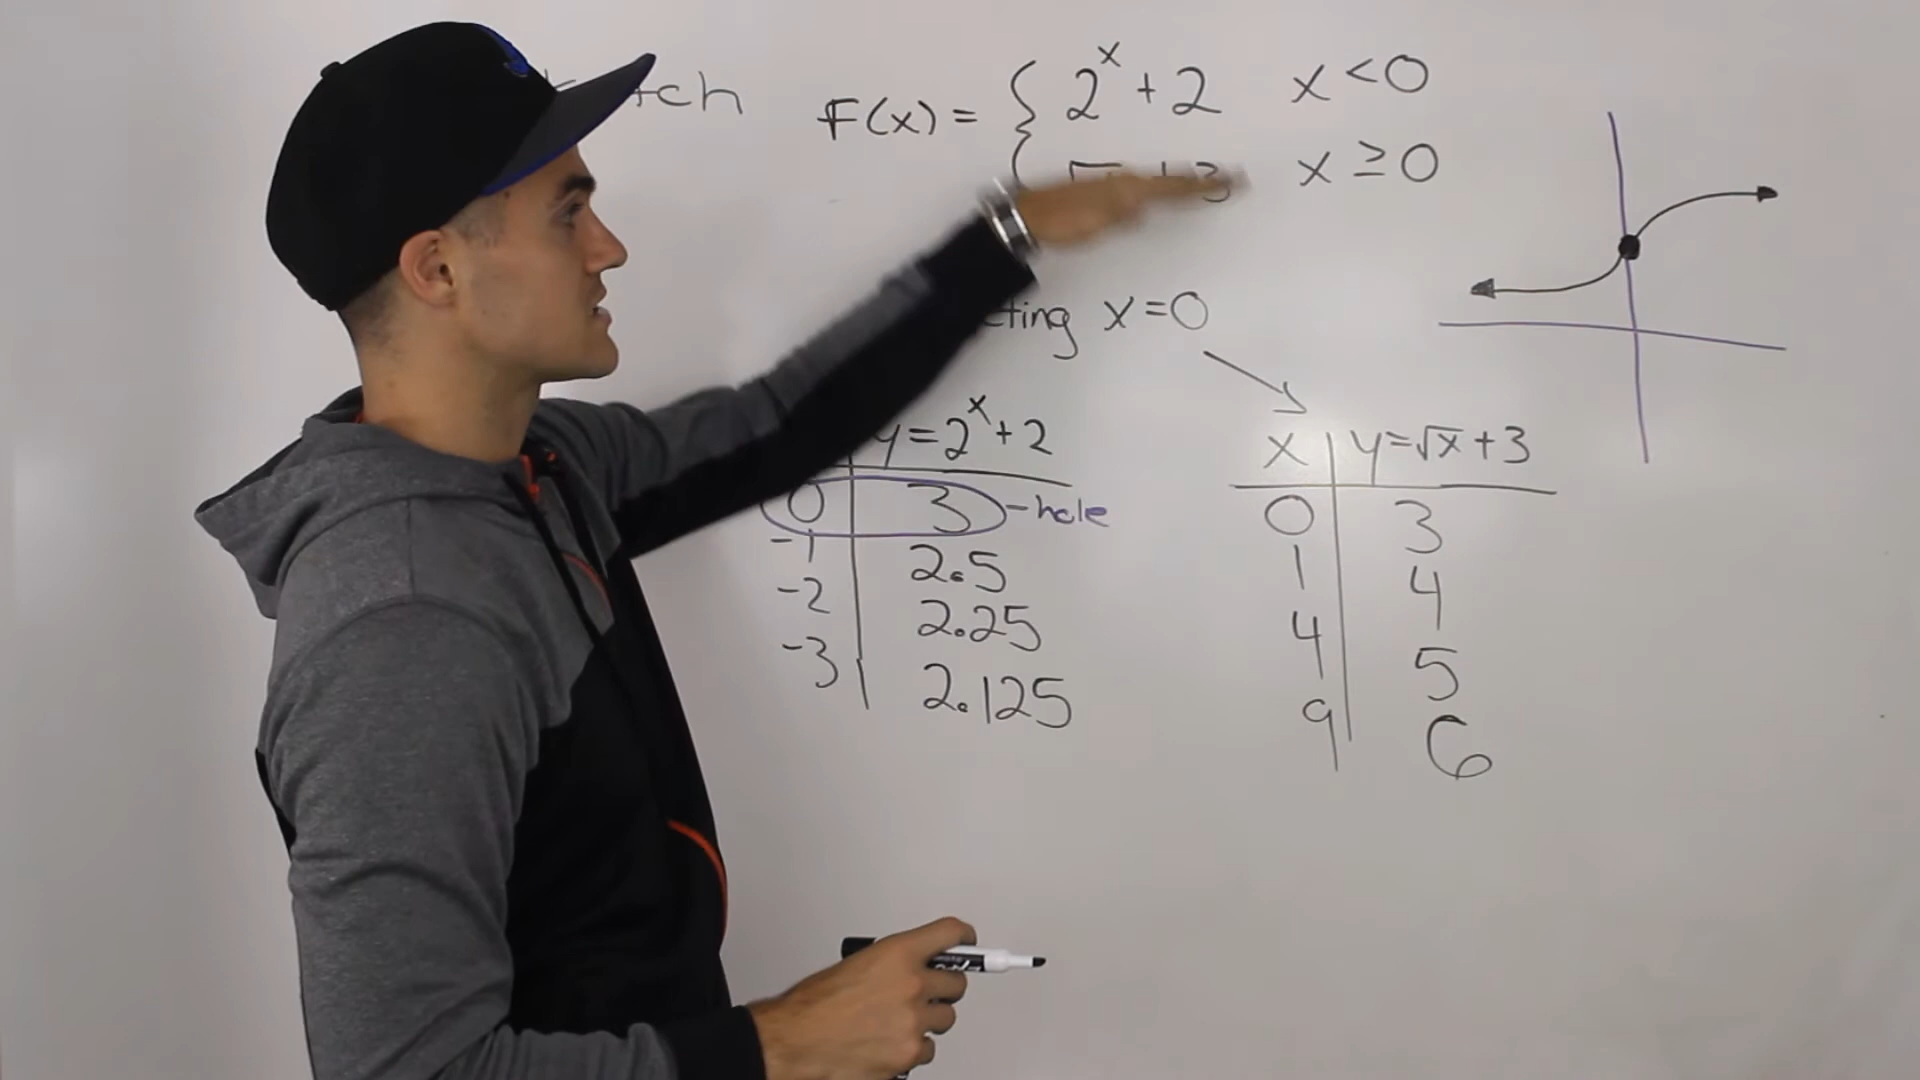 F(x) = { 2^x + 2   x < 0
+ 3   x ≥ 0
x=0
y=2^x+2
0 3 -hole
-1 2.5
-2 2.25
-3 2.125
x y=√x+3
0 3
1 4
4 5
9 6